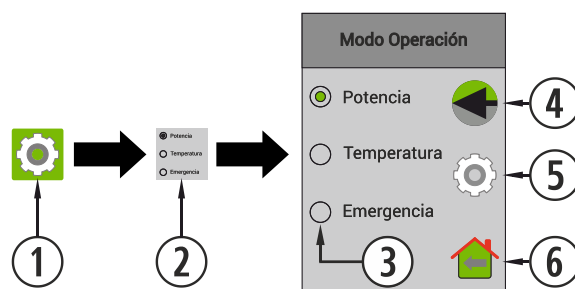 Modo Operación
Potencia
Temperatura
Emergencia
Potencia
Temperatura
Emergencia
1
2
3
4
5
6